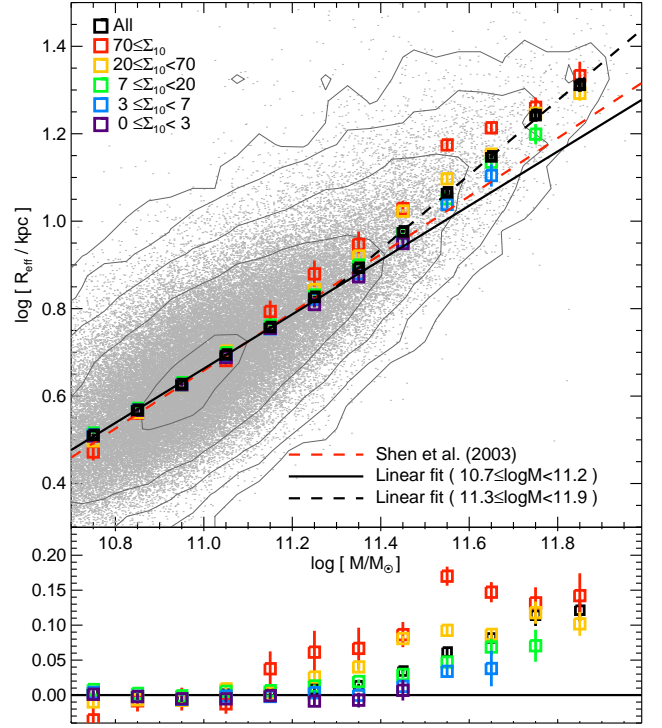 All
70≤Σ₁₀
20≤Σ₁₀<70
7 ≤Σ₁₀<20
3 ≤Σ₁₀< 7
0 ≤Σ₁₀< 3
1.4
1.2
1.0
0.8
0.6
0.4
log [ R_eff / kpc ]
Shen et al. (2003)
Linear fit ( 10.7≤logM<11.2 )
Linear fit ( 11.3≤logM<11.9 )
10.8 11.0 11.2 11.4 11.6 11.8
log [ M/M☉ ]
0.20
0.15
0.10
0.05
0.00